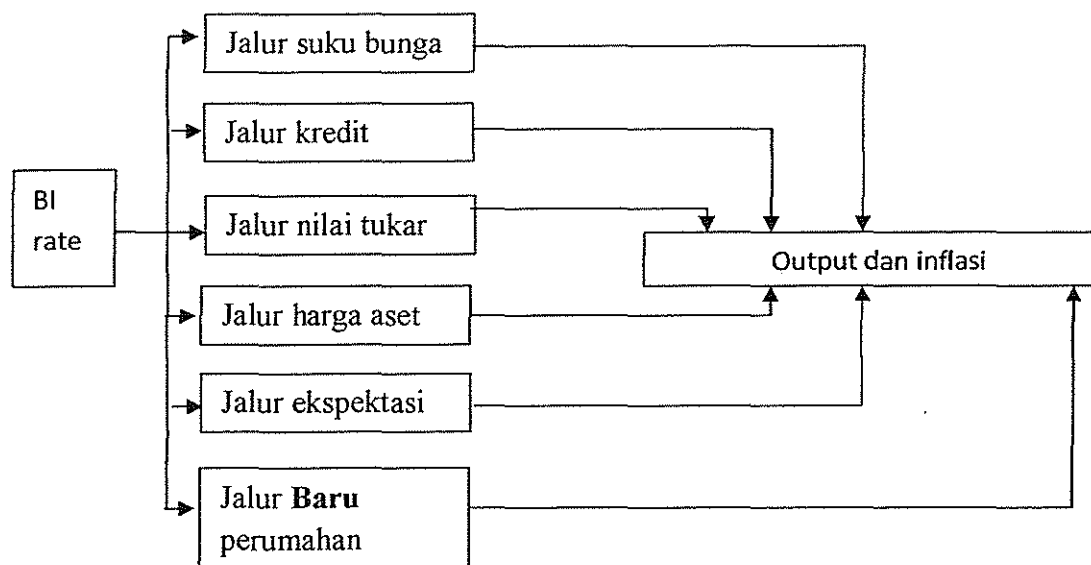 Jalur suku bunga
Jalur kredit
BI
rate
Jalur nilai tukar
Output dan inflasi
Jalur harga aset
Jalur ekspektasi
Jalur Baru
perumahan